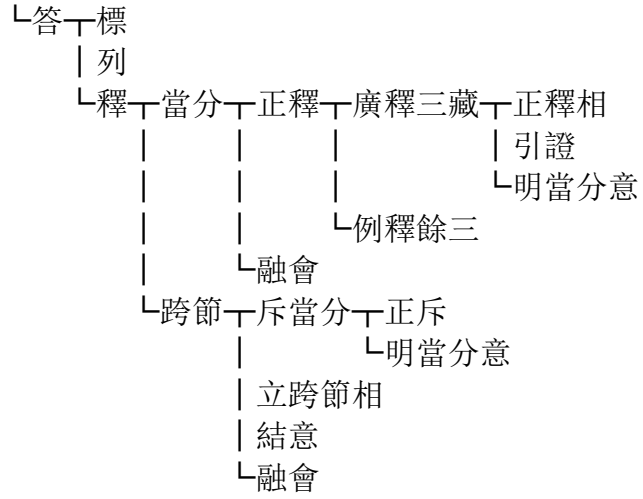 └答┬標
│列
└釋┬當分┬正釋┬廣釋三藏┬正釋相
│ │ │ │引證
│ │ │ └明當分意
│ │ └例釋餘三
│ └融會
└跨節┬斥當分┬正斥
│ └明當分意
│立跨節相
│結意
└融會